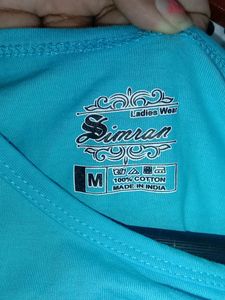 Ladies Wear
Simran
M
100% COTTON
MADE IN INDIA